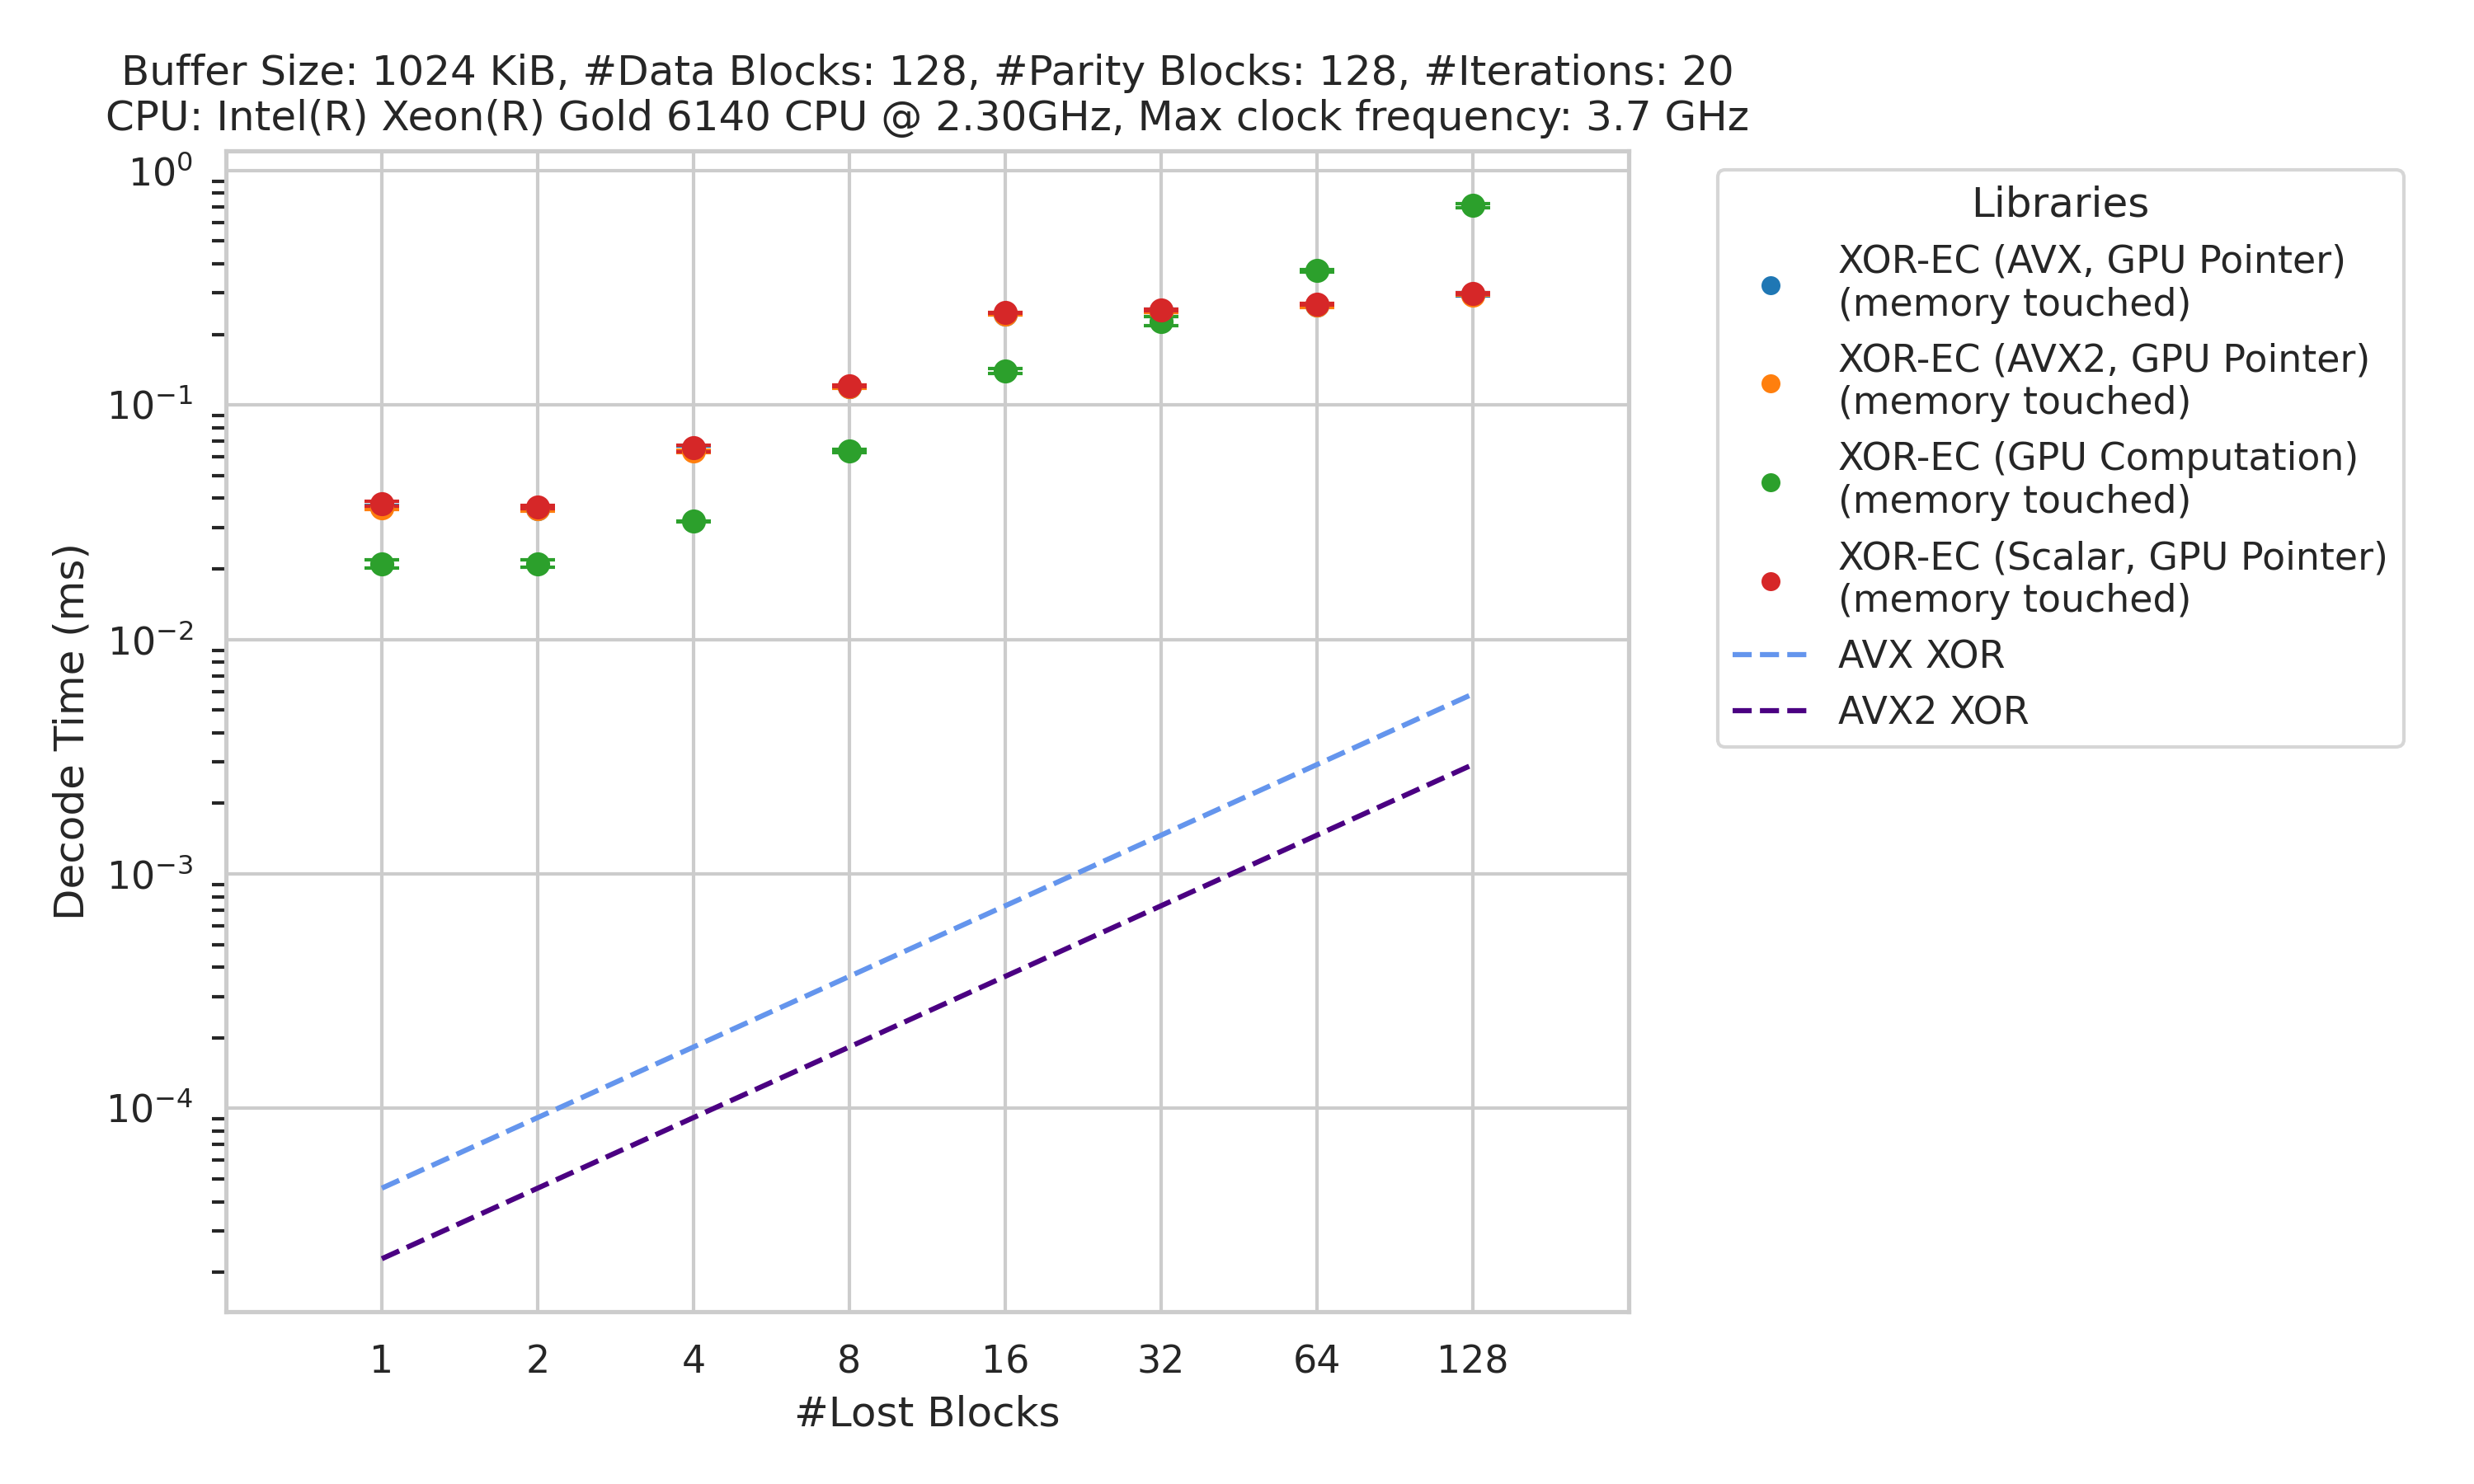 Buffer Size: 1024 KiB, #Data Blocks: 128, #Parity Blocks: 128, #Iterations: 20
CPU: Intel(R) Xeon(R) Gold 6140 CPU @ 2.30GHz, Max clock frequency: 3.7 GHz
10⁰
10⁻¹
10⁻²
10⁻³
10⁻⁴
Decode Time (ms)
1 2 4 8 16 32 64 128
#Lost Blocks
Libraries
XOR-EC (AVX, GPU Pointer)
(memory touched)
XOR-EC (AVX2, GPU Pointer)
(memory touched)
XOR-EC (GPU Computation)
(memory touched)
XOR-EC (Scalar, GPU Pointer)
(memory touched)
AVX XOR
AVX2 XOR